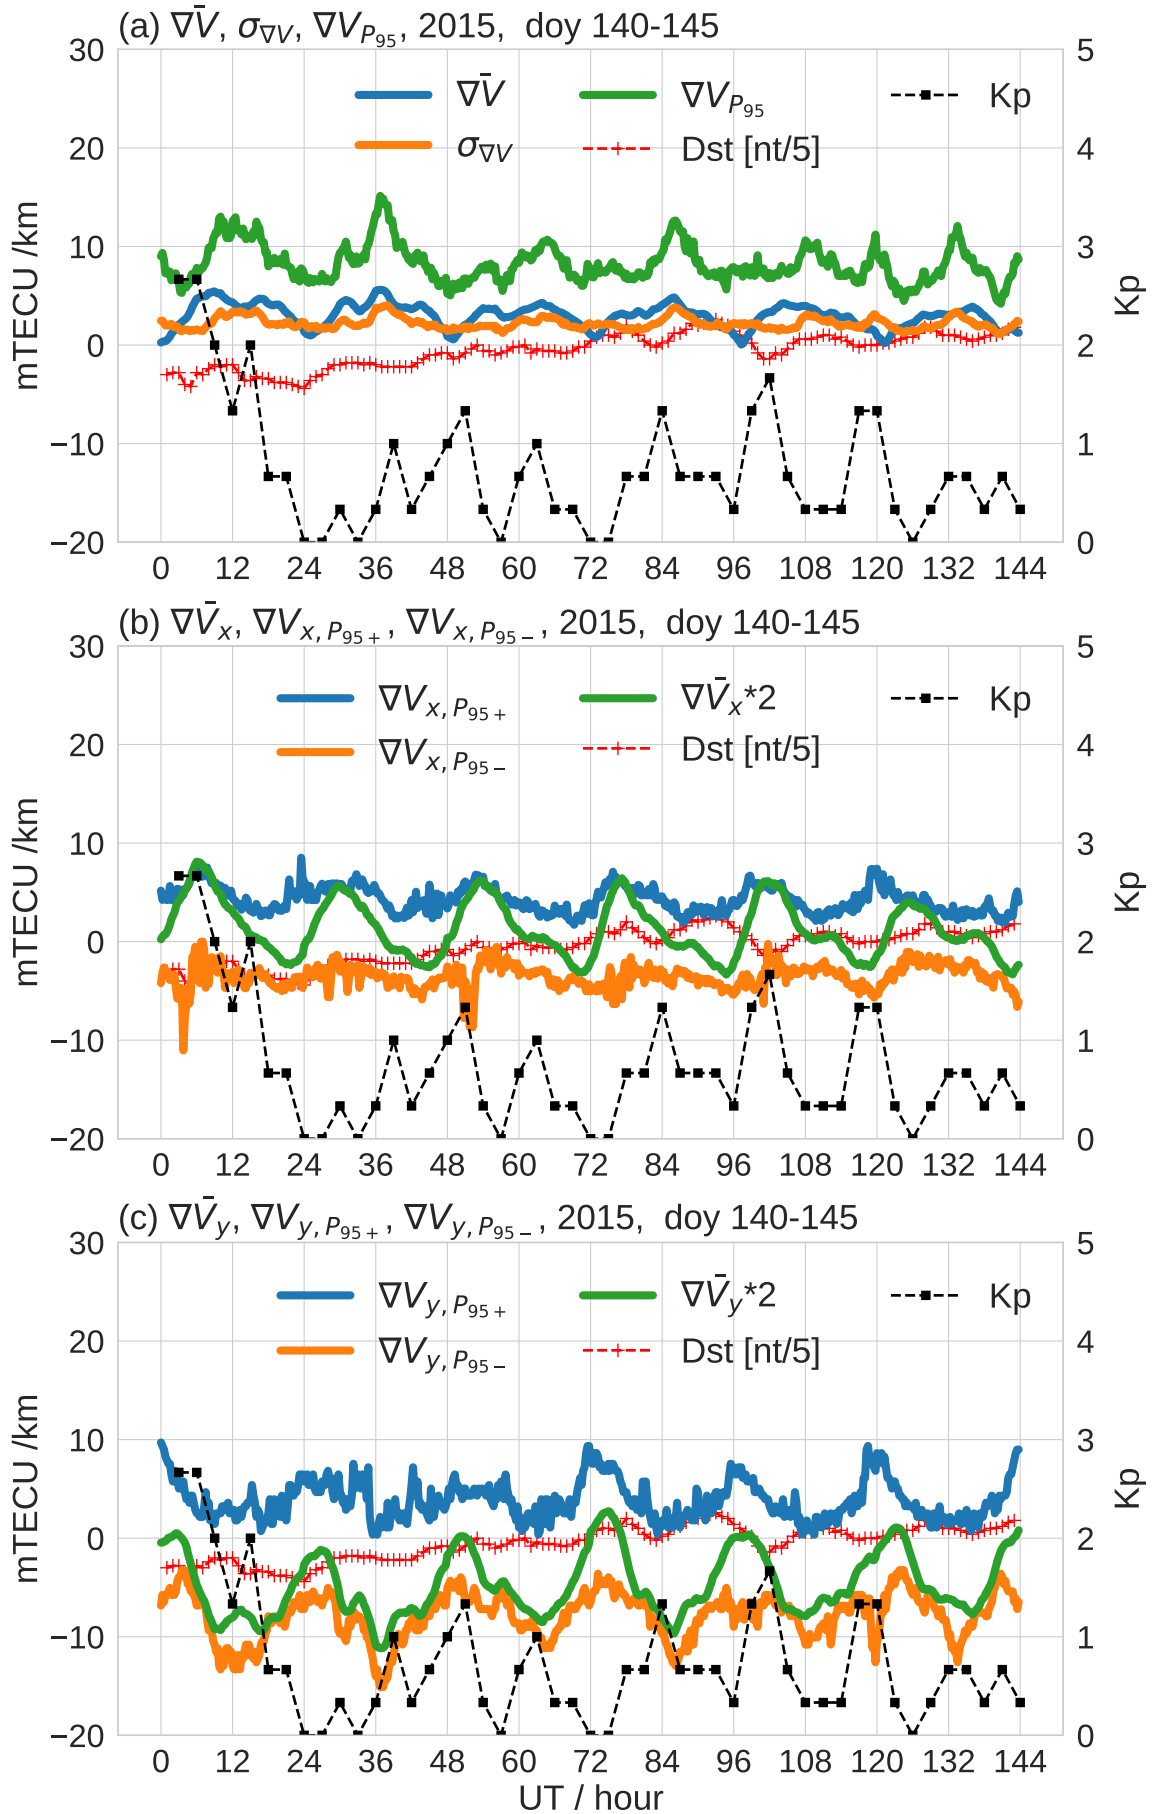 (a) ∇V̄, σ∇V, ∇VP95, 2015, doy 140-145
30 20 10 0 −10 −20
mTECU /km
∇V̄ ∇VP95 Kp
σ∇V Dst [nt/5]
5 4 3 2 1 0
Kp
0 12 24 36 48 60 72 84 96 108 120 132 144
(b) ∇V̄x, ∇Vx, P95+, ∇Vx, P95−, 2015, doy 140-145
30 20 10 0 −10 −20
mTECU /km
∇Vx, P95+ ∇V̄x*2 Kp
∇Vx, P95− Dst [nt/5]
5 4 3 2 1 0
Kp
0 12 24 36 48 60 72 84 96 108 120 132 144
(c) ∇V̄y, ∇Vy, P95+, ∇Vy, P95−, 2015, doy 140-145
30 20 10 0 −10 −20
mTECU /km
∇Vy, P95+ ∇V̄y*2 Kp
∇Vy, P95− Dst [nt/5]
5 4 3 2 1 0
Kp
0 12 24 36 48 60 72 84 96 108 120 132 144
UT / hour